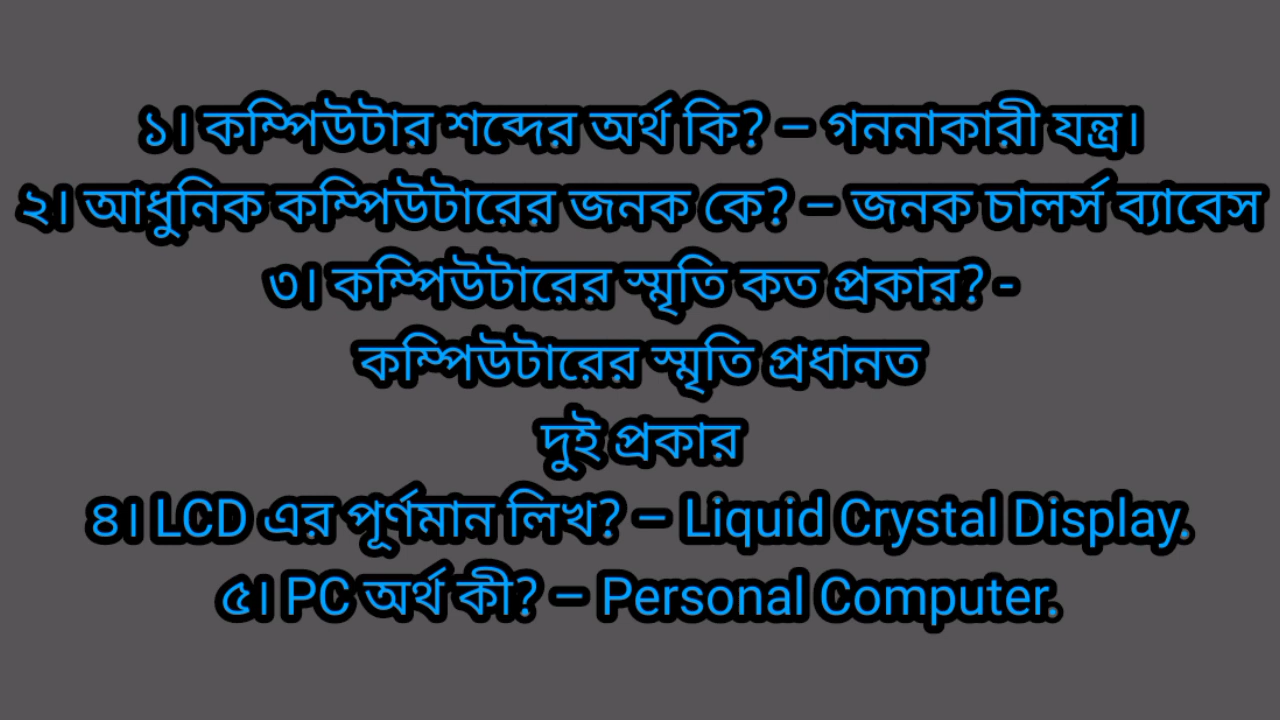 ১। কম্পিউটার শব্দের অর্থ কি? – গননাকারী যন্ত্র।
২। আধুনিক কম্পিউটারের জনক কে? – জনক চালর্স ব্যাবেস
৩। কম্পিউটারের স্মৃতি কত প্রকার? -
কম্পিউটারের স্মৃতি প্রধানত
দুই প্রকার
৪। LCD এর পূর্ণমান লিখ? – Liquid Crystal Display.
৫। PC অর্থ কী? – Personal Computer.